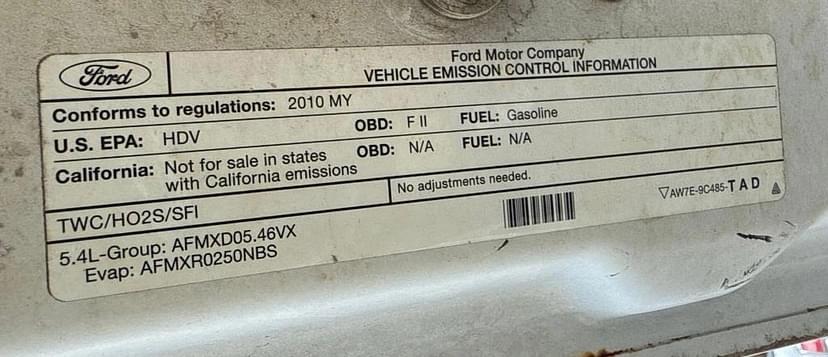 Ford
Ford Motor Company
VEHICLE EMISSION CONTROL INFORMATION
Conforms to regulations: 2010 MY
U.S. EPA: HDV OBD: F II FUEL: Gasoline
California: Not for sale in states with California emissions OBD: N/A FUEL: N/A
TWC/HO2S/SFI
No adjustments needed.
5.4L-Group: AFMXD05.46VX
Evap: AFMXR0250NBS
▽AW7E-9C485-TAD